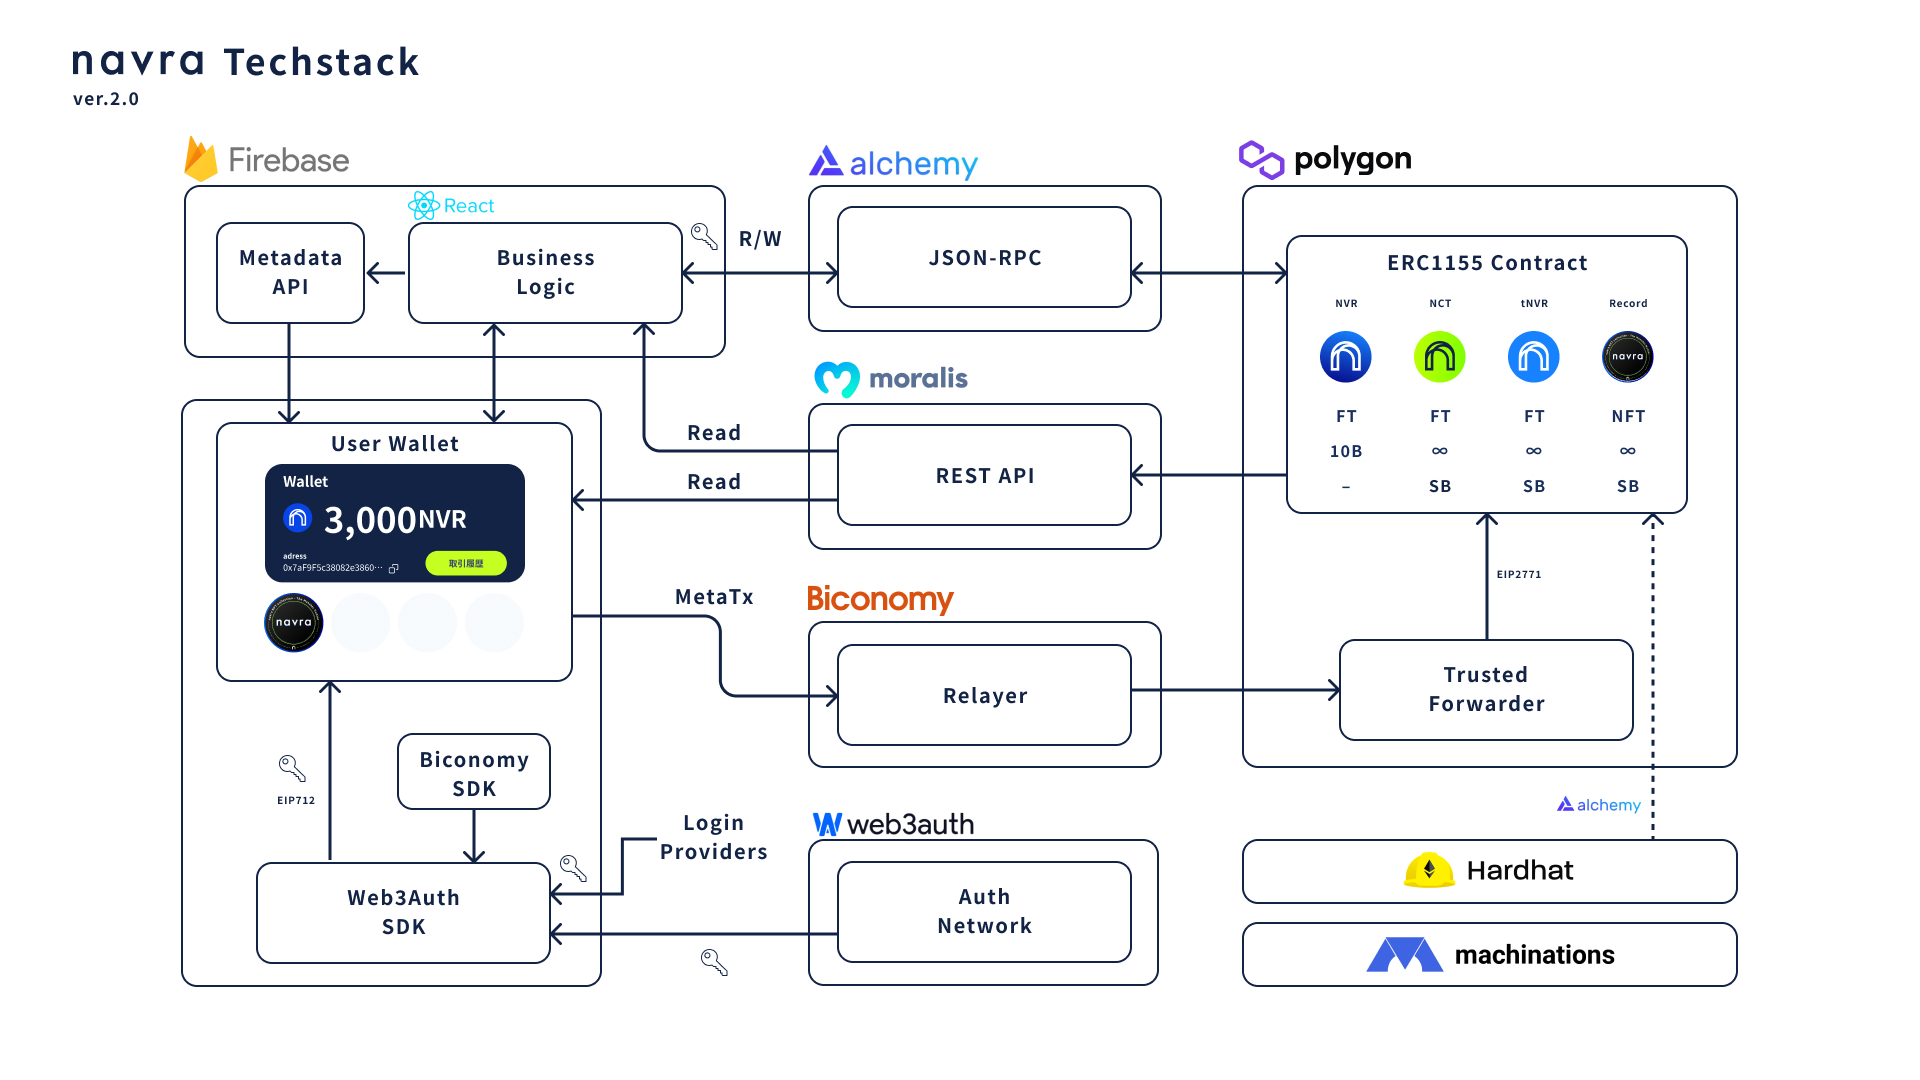 navra Techstack
ver.2.0
Firebase
React
Metadata
API
Business
Logic
R/W
alchemy
JSON-RPC
polygon
ERC1155 Contract
NVR NCT tNVR Record
navra
FT FT FT NFT
10B ∞ ∞ ∞
– SB SB SB
moralis
REST API
Read
Read
User Wallet
Wallet
3,000NVR
adress
0x7aF9F5c38082e3860···
取引履歴
navra
MetaTx
Biconomy
Relayer
EIP2771
Trusted
Forwarder
Biconomy
SDK
EIP712
Web3Auth
SDK
Login
Providers
web3auth
Auth
Network
alchemy
Hardhat
machinations